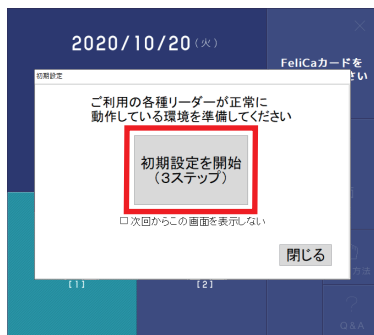 2020/10/20(火)
FeliCaカードを
さい
初期設定
ご利用の各種リーダーが正常に
動作している環境を準備してください
初期設定を開始
(3ステップ)
□次回からこの画面を表示しない
閉じる
方法
[1]
[2]
Q&A